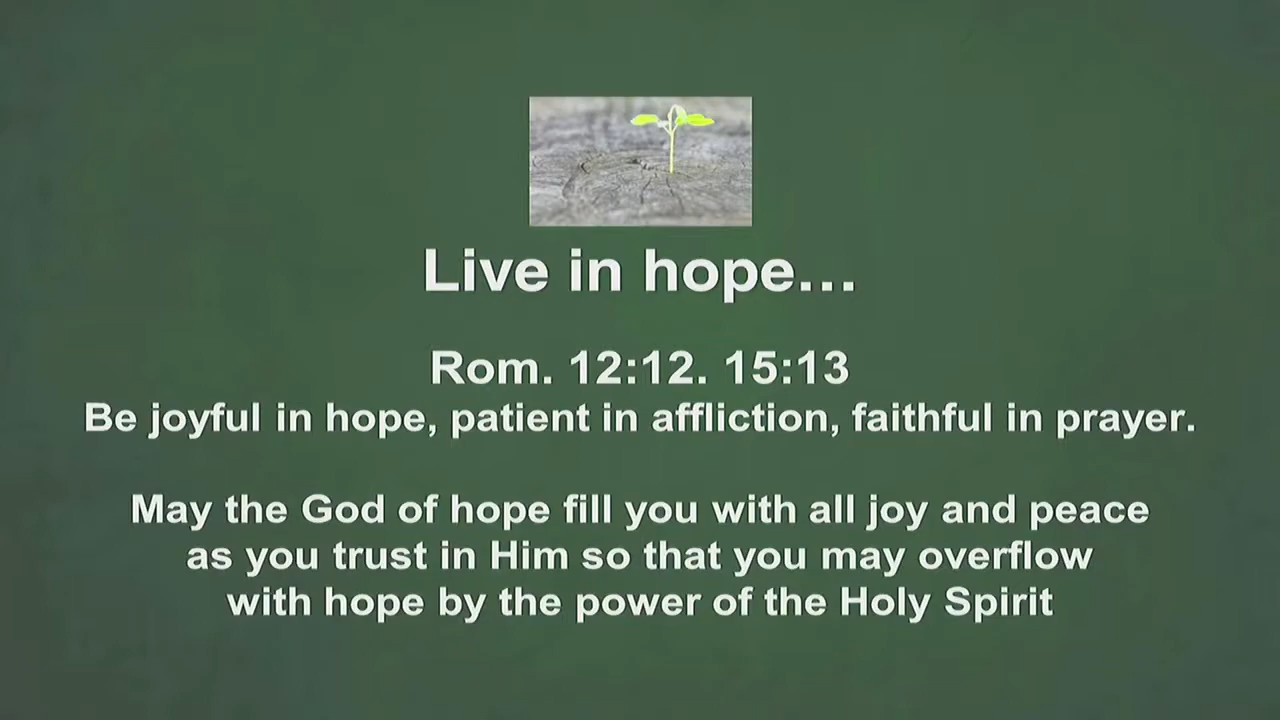 Live in hope…
Rom. 12:12. 15:13
Be joyful in hope, patient in affliction, faithful in prayer.
May the God of hope fill you with all joy and peace
as you trust in Him so that you may overflow
with hope by the power of the Holy Spirit